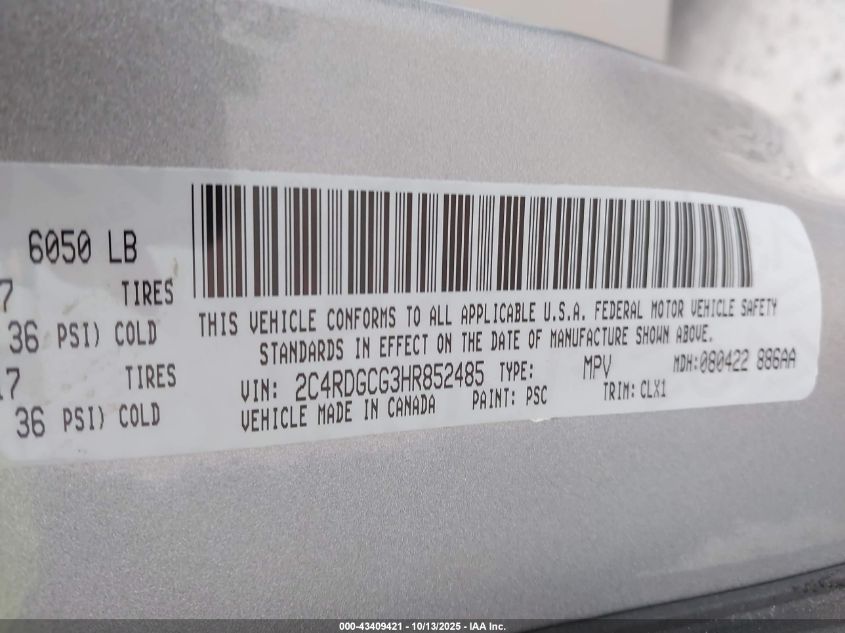 6050 LB
7 TIRES
36 PSI) COLD
17 TIRES
36 PSI) COLD
THIS VEHICLE CONFORMS TO ALL APPLICABLE U.S.A. FEDERAL MOTOR VEHICLE SAFETY
STANDARDS IN EFFECT ON THE DATE OF MANUFACTURE SHOWN ABOVE.
VIN: 2C4RDGCG3HR852485 TYPE: MPV MDH:080422 886AA
VEHICLE MADE IN CANADA PAINT: PSC TRIM: CLX1
000-43409421 - 10/13/2025 - IAA Inc.